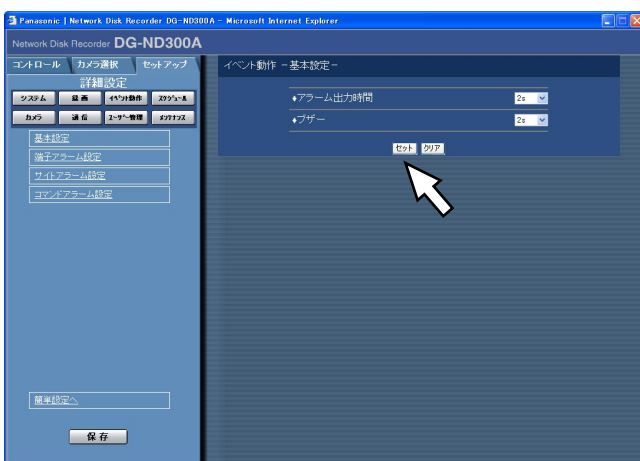 Panasonic | Network Disk Recorder DG-ND300A - Microsoft Internet Explorer
Network Disk Recorder DG-ND300A
コントロール カメラ選択 セットアップ
詳細設定
システム 録画 イベント動作 スケジュール
カメラ 通信 ユーザー管理 メンテナンス
基本設定
端子アラーム設定
サイトアラーム設定
コマンドアラーム設定
簡単設定へ
保存
イベント動作 －基本設定－
♦アラーム出力時間 2s
♦ブザー 2s
セット クリア